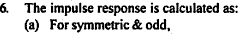 6. The impulse response is calculated as:
(a) For symmetric & odd,